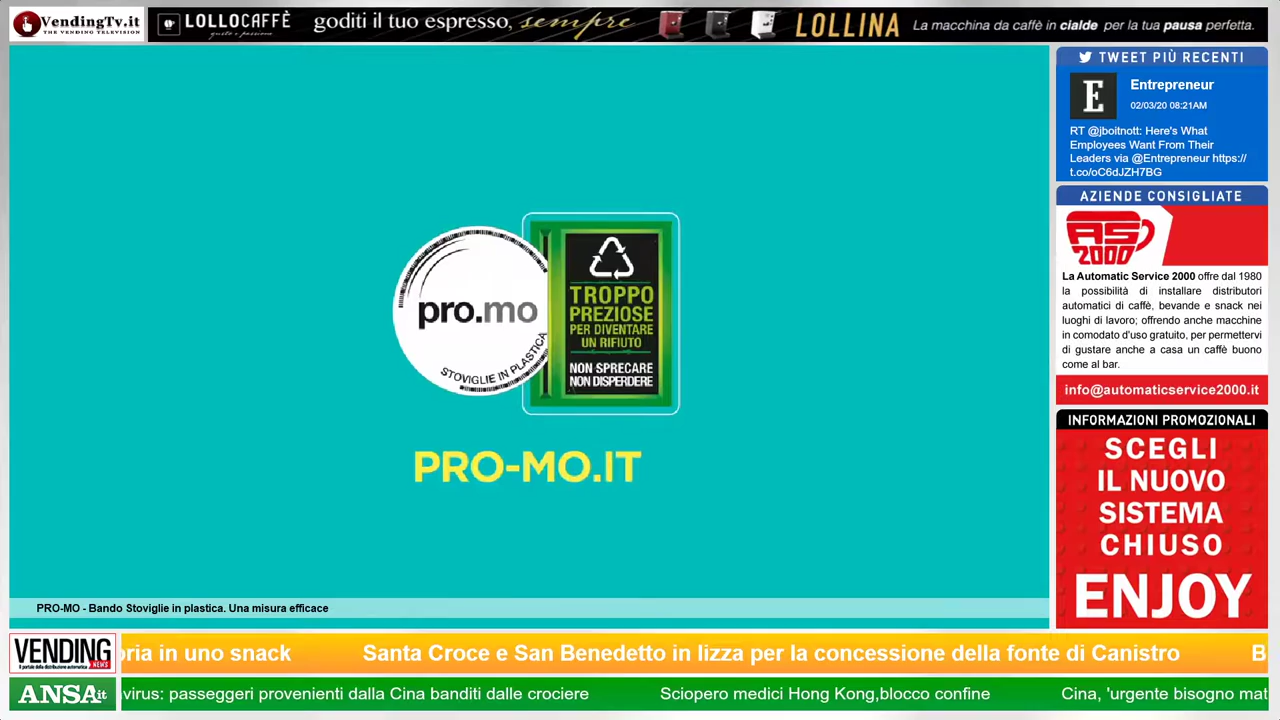 VendingTv.it
THE VENDING TELEVISION
LOLLOCAFFÈ
gusto e passione
goditi il tuo espresso, sempre
LOLLINA
La macchina da caffè in cialde per la tua pausa perfetta.
pro.mo
STOVIGLIE IN PLASTICA
TROPPO
PREZIOSE
PER DIVENTARE
UN RIFIUTO
NON SPRECARE
NON DISPERDERE
PRO-MO.IT
PRO-MO - Bando Stoviglie in plastica. Una misura efficace
TWEET PIÙ RECENTI
E
Entrepreneur
02/03/20 08:21AM
RT @jboitnott: Here's What
Employees Want From Their
Leaders via @Entrepreneur https://
t.co/oC6dJZH7BG
AZIENDE CONSIGLIATE
AS
2000
La Automatic Service 2000 offre dal 1980
la possibilità di installare distributori
automatici di caffè, bevande e snack nei
luoghi di lavoro; offrendo anche macchine
in comodato d'uso gratuito, per permettervi
di gustare anche a casa un caffè buono
come al bar.
info@automaticservice2000.it
INFORMAZIONI PROMOZIONALI
SCEGLI
IL NUOVO
SISTEMA
CHIUSO
ENJOY
VENDING
NEWS
Il portale della distribuzione automatica
oria in uno snack Santa Croce e San Benedetto in lizza per la concessione della fonte di Canistro B
ANSA.it
virus: passeggeri provenienti dalla Cina banditi dalle crociere Sciopero medici Hong Kong,blocco confine Cina, 'urgente bisogno mat